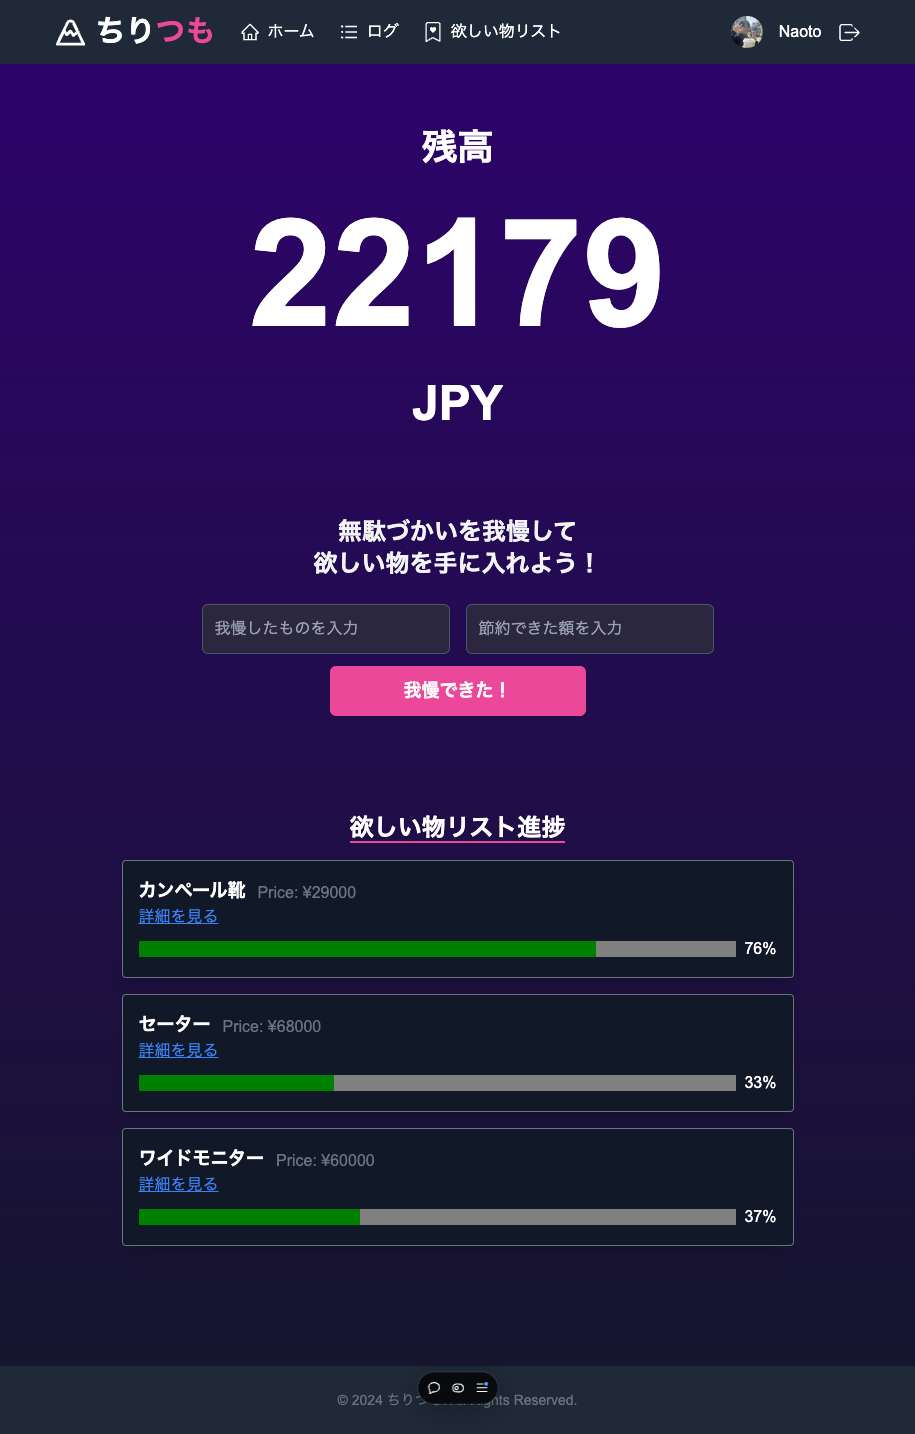 ちりつも
ホーム
ログ
欲しい物リスト
Naoto
残高
22179
JPY
無駄づかいを我慢して
欲しい物を手に入れよう！
我慢したものを入力
節約できた額を入力
我慢できた！
欲しい物リスト進捗
カンペール靴 Price: ¥29000
詳細を見る
76%
セーター Price: ¥68000
詳細を見る
33%
ワイドモニター Price: ¥60000
詳細を見る
37%
© 2024 ちりつ Reserved.